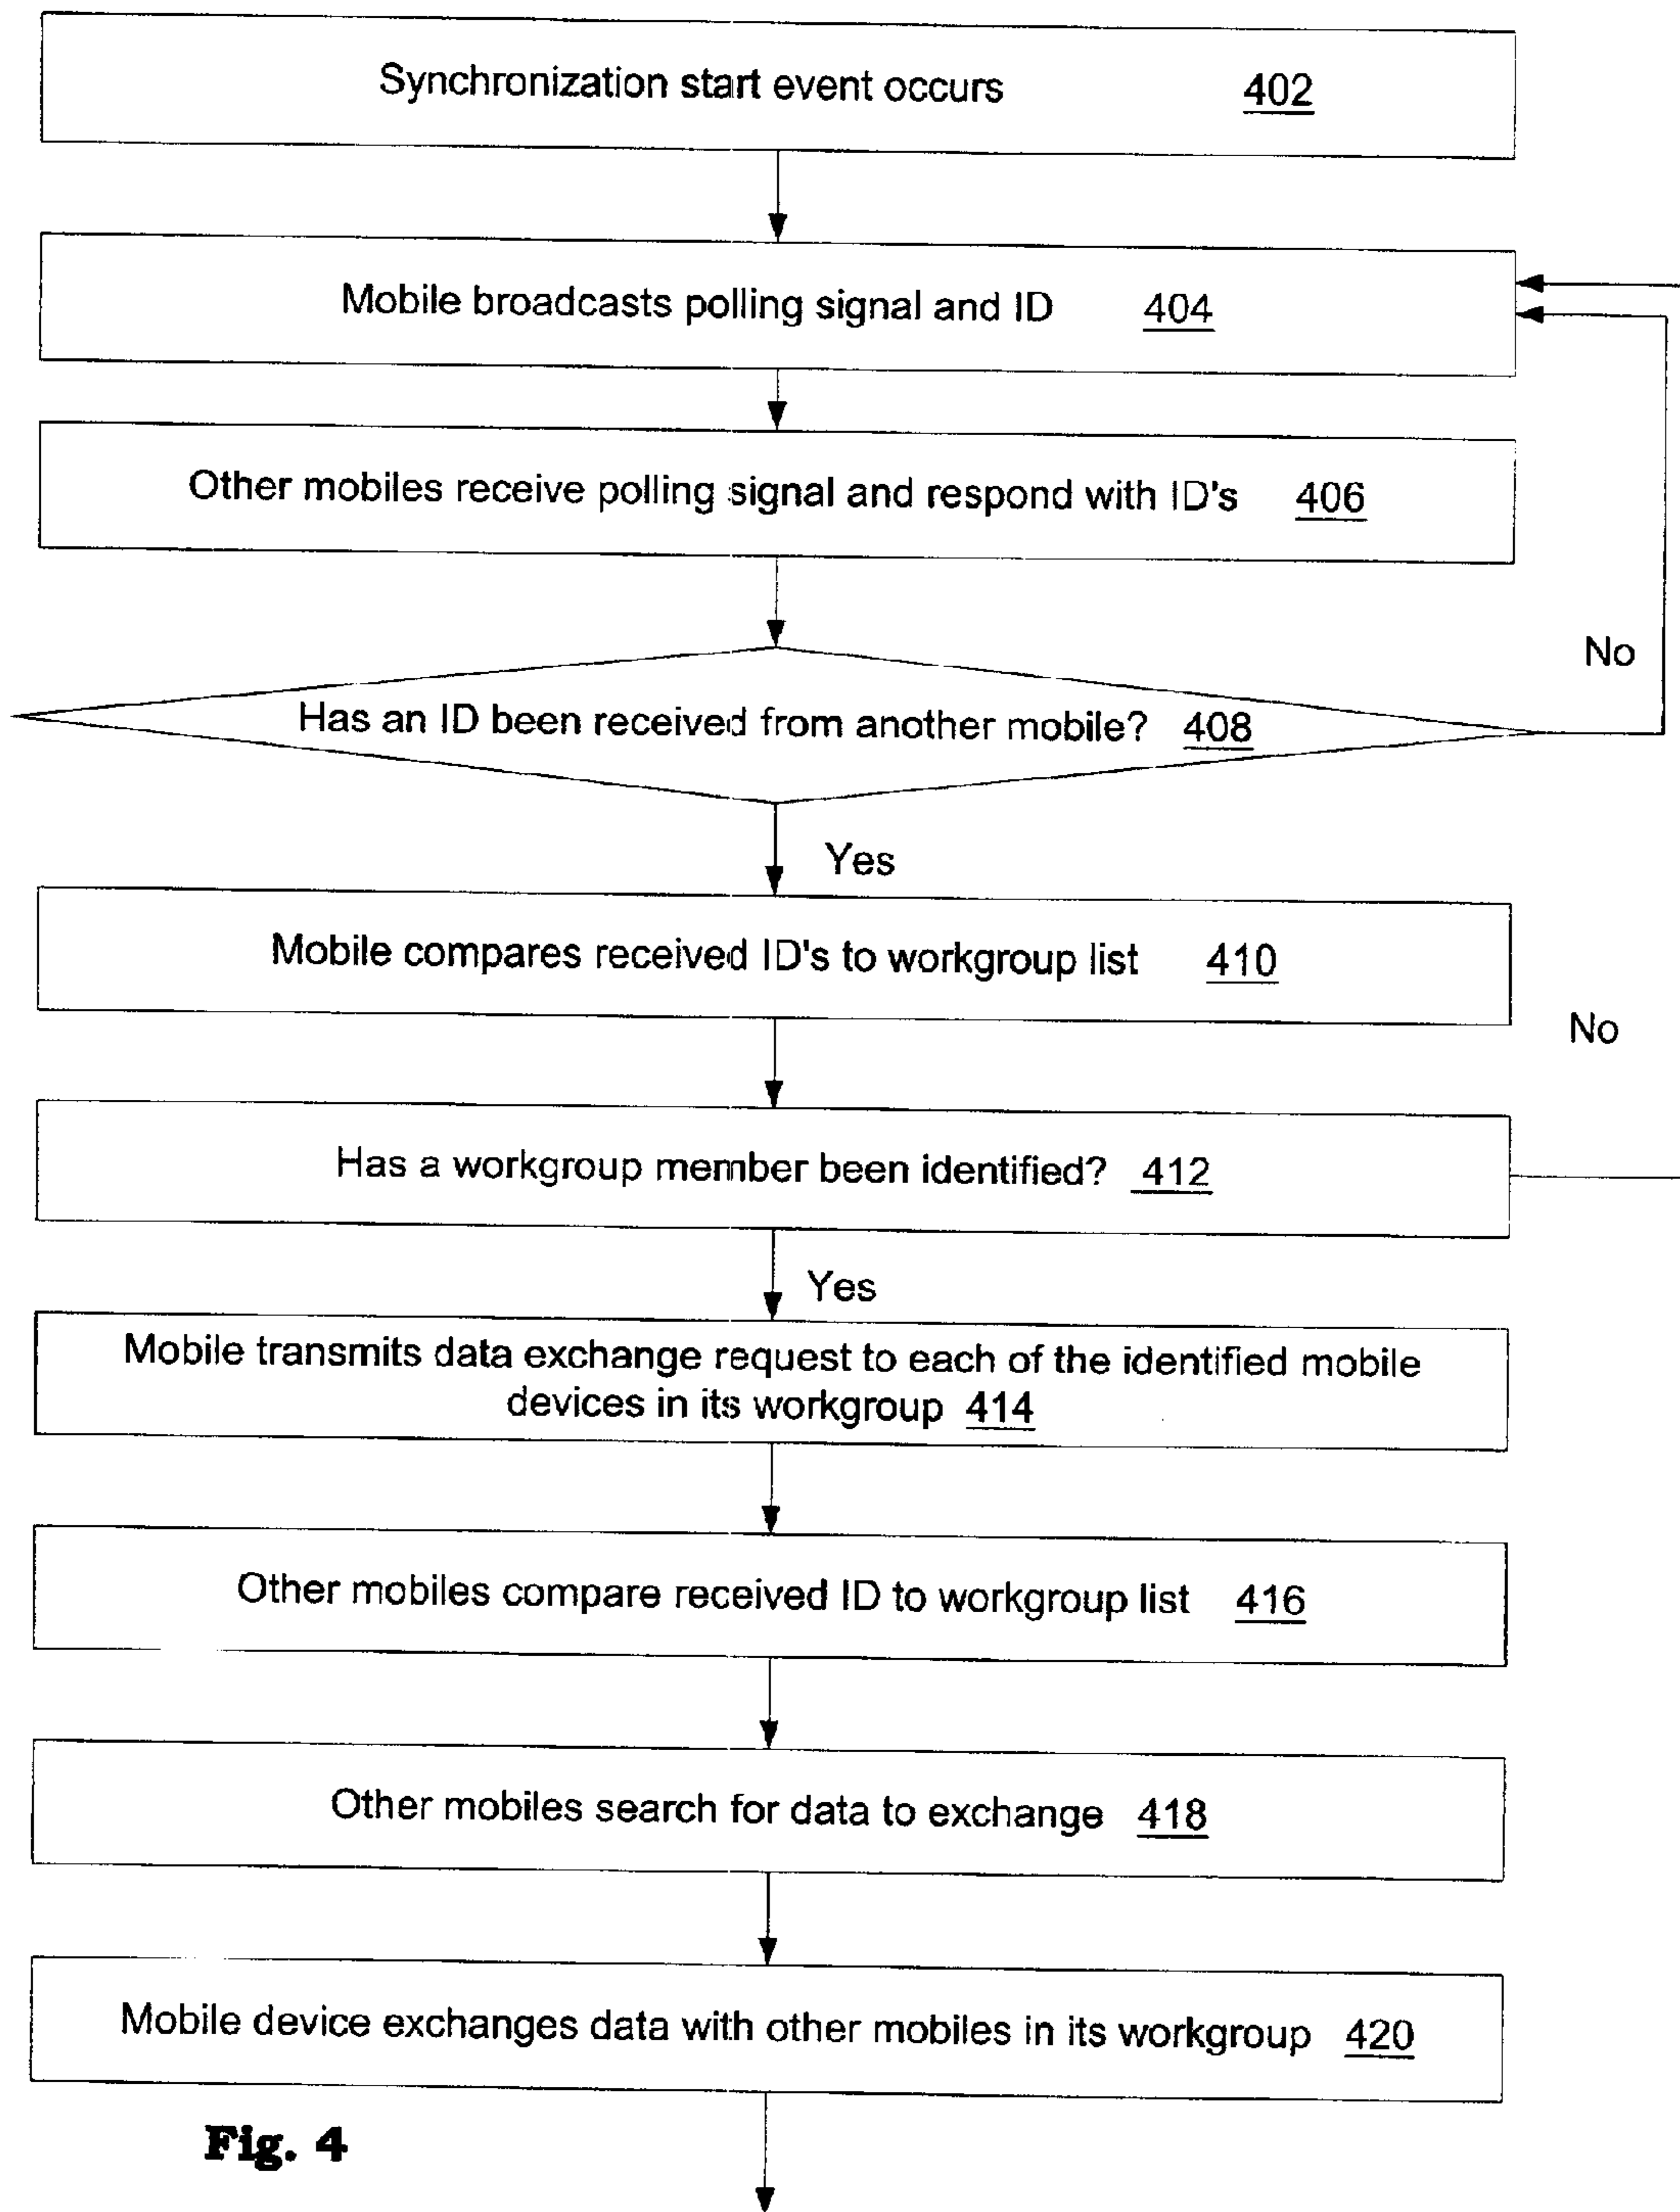 Synchronization start event occurs 402
Mobile broadcasts polling signal and ID 404
Other mobiles receive polling signal and respond with ID's 406
No
Has an ID been received from another mobile? 408
Yes
Mobile compares received ID's to workgroup list 410
No
Has a workgroup member been identified? 412
Yes
Mobile transmits data exchange request to each of the identified mobile
devices in its workgroup 414
Other mobiles compare received ID to workgroup list 416
Other mobiles search for data to exchange 418
Mobile device exchanges data with other mobiles in its workgroup 420
Fig. 4